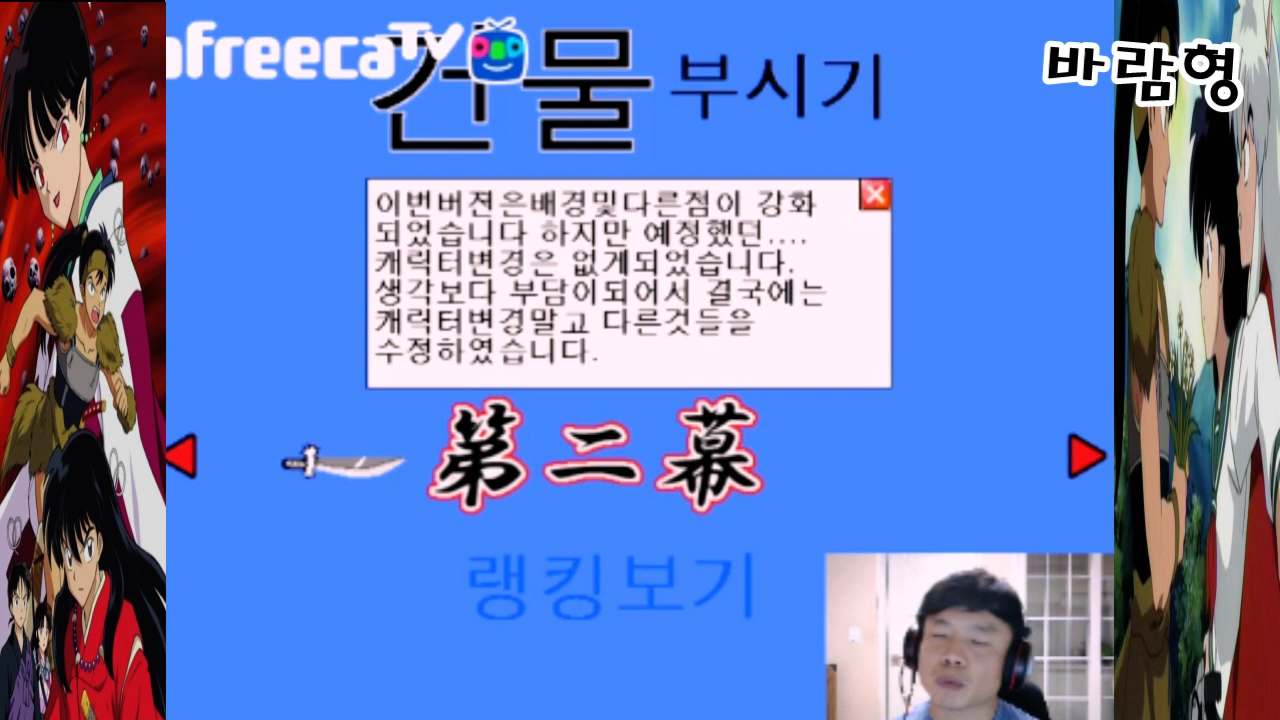 afreecaTV
바람형
건물 부시기
이번버젼은배경및다른점이 강화
되었습니다 하지만 예정했던....
캐릭터변경은 없게되었습니다.
생각보다 부담이되어서 결국에는
캐릭터변경말고 다른것들을
수정하였습니다.
第二幕
랭킹보기